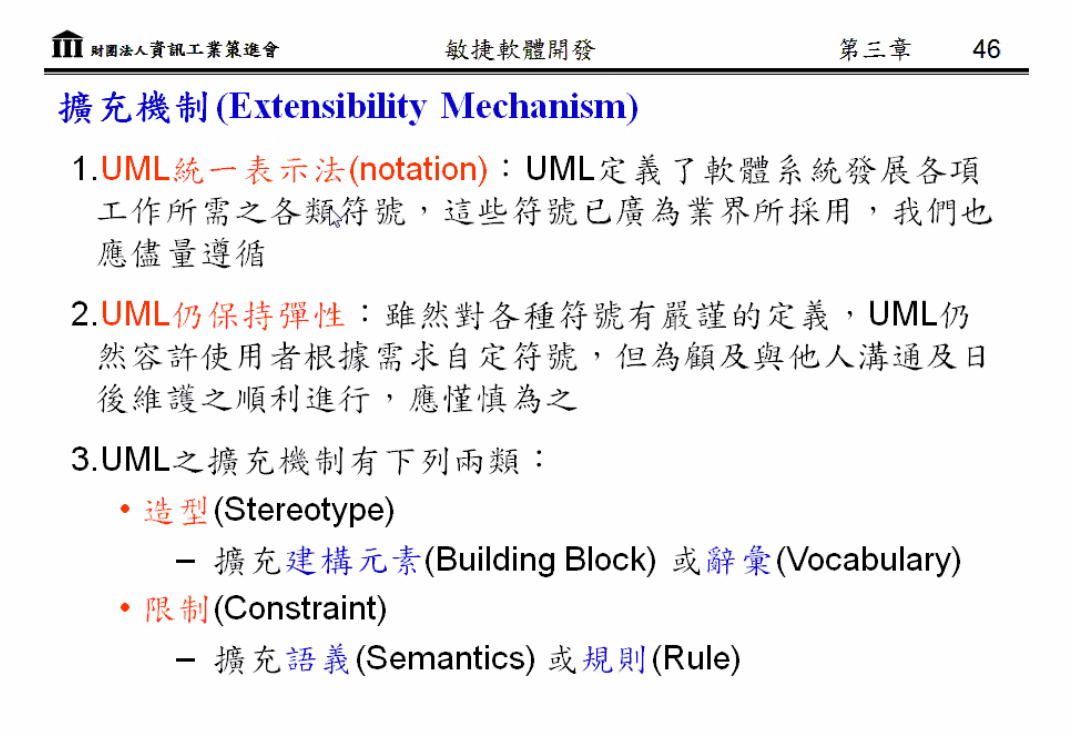 財團法人資訊工業策進會 敏捷軟體開發 第三章 46
擴充機制(Extensibility Mechanism)
1.UML統一表示法(notation)：UML定義了軟體系統發展各項
工作所需之各類符號，這些符號已廣為業界所採用，我們也
應儘量遵循
2.UML仍保持彈性：雖然對各種符號有嚴謹的定義，UML仍
然容許使用者根據需求自定符號，但為顧及與他人溝通及日
後維護之順利進行，應懂慎為之
3.UML之擴充機制有下列兩類：
• 造型(Stereotype)
– 擴充建構元素(Building Block) 或辭彙(Vocabulary)
• 限制(Constraint)
– 擴充語義(Semantics) 或規則(Rule)